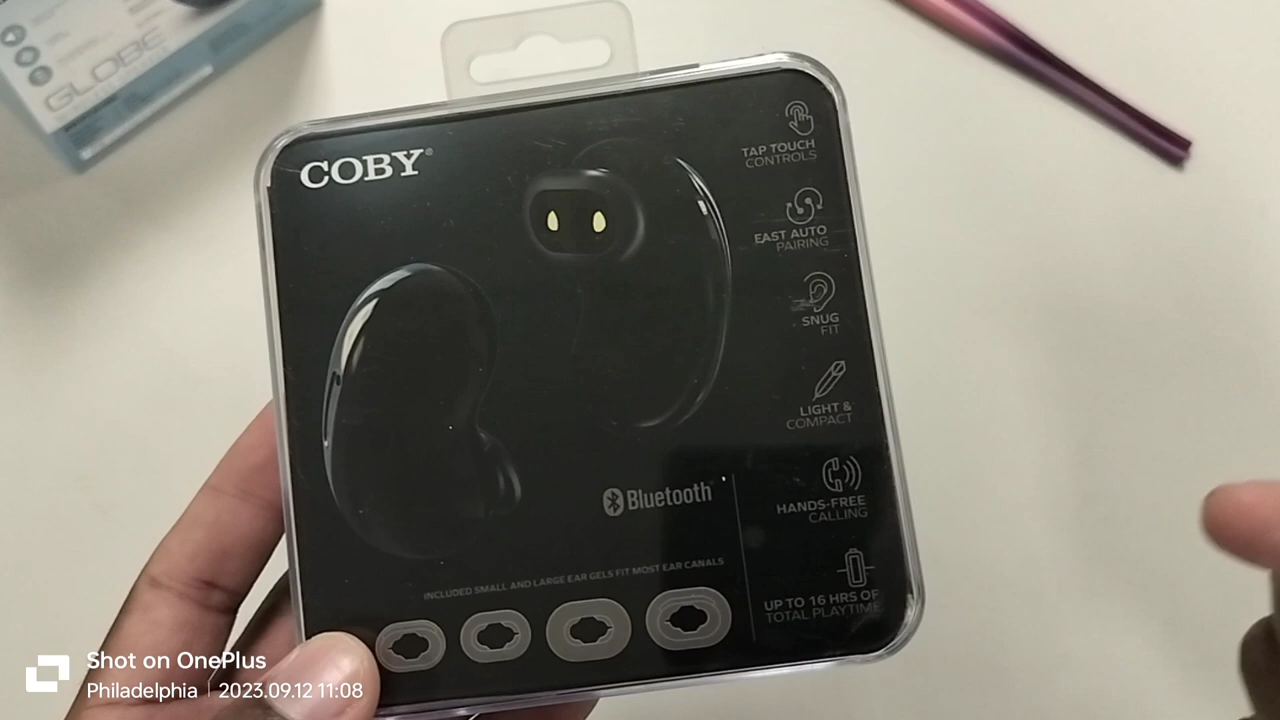 GLOBE
COBY®
TAP TOUCH
CONTROLS
EAST AUTO
PAIRING
SNUG
FIT
LIGHT &
COMPACT
Bluetooth®
HANDS-FREE
CALLING
INCLUDED SMALL AND LARGE EAR GELS FIT MOST EAR CANALS
UP TO 16 HRS OF
TOTAL PLAYTIME
Shot on OnePlus
Philadelphia | 2023.09.12 11:08